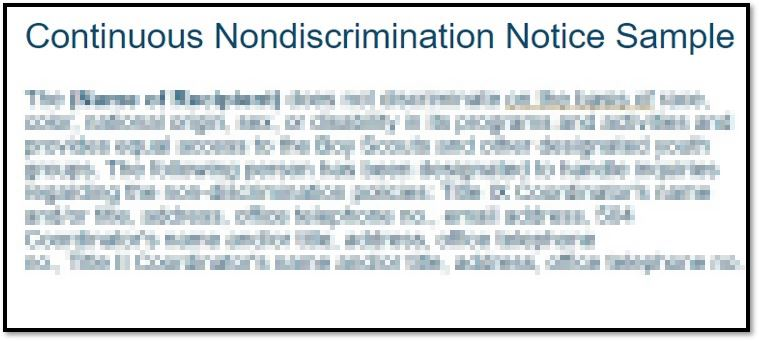 Continuous Nondiscrimination Notice Sample
The [Name of Recipient] does not discriminate on the basis of race,
color, national origin, sex, or disability in its programs and activities and
provides equal access to the Boy Scouts and other designated youth
groups. The following person has been designated to handle inquiries
regarding the non-discrimination policies: Title IX Coordinator's name
and/or title, address, office telephone no., email address, 504
Coordinator's name and/or title, address, office telephone
no., Title II Coordinator's name and/or title, address, office telephone no.